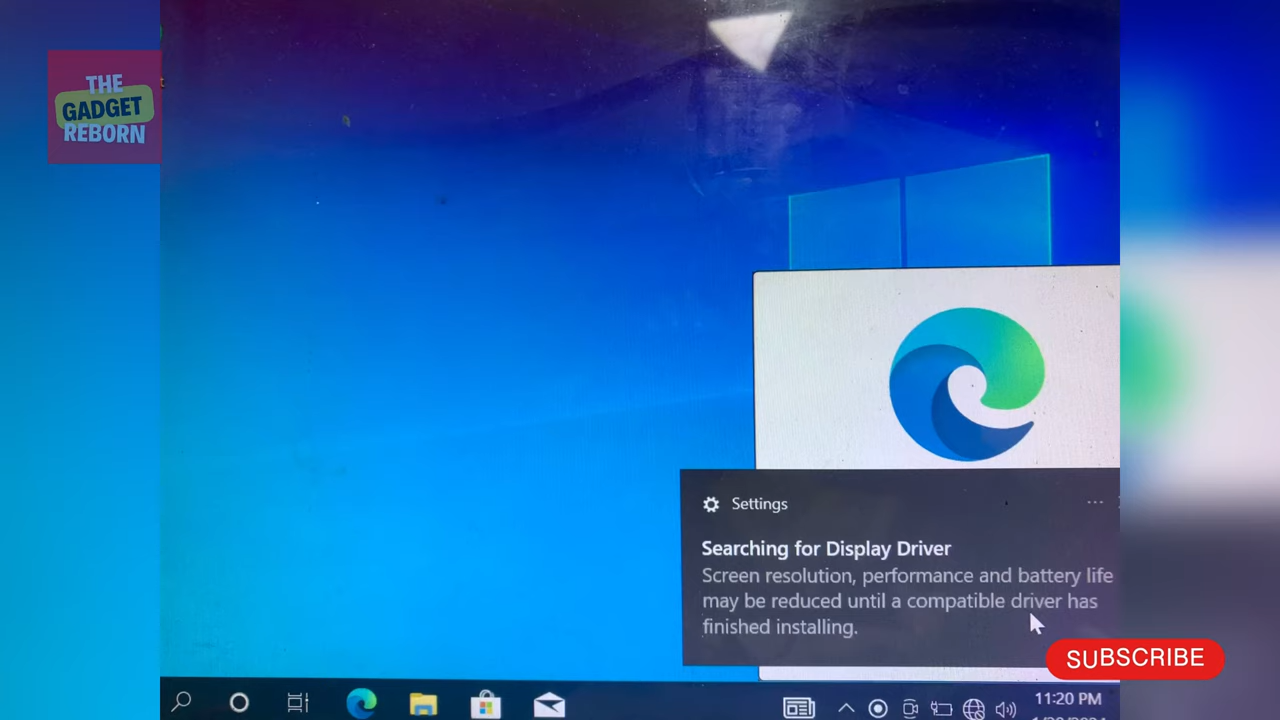 THE
GADGET
REBORN
Settings
Searching for Display Driver
Screen resolution, performance and battery life
may be reduced until a compatible driver has
finished installing.
SUBSCRIBE
11:20 PM